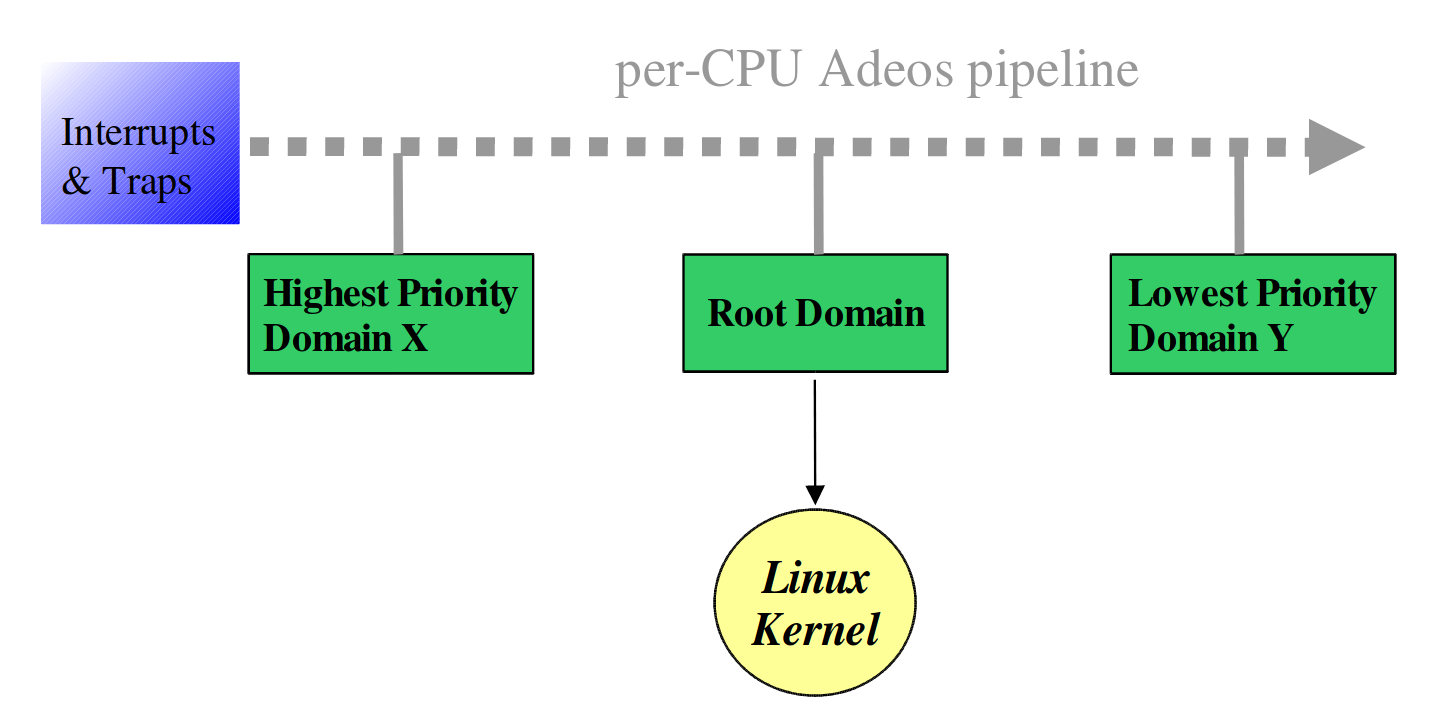 per-CPU Adeos pipeline
Interrupts
& Traps
Highest Priority
Domain X
Root Domain
Lowest Priority
Domain Y
Linux
Kernel